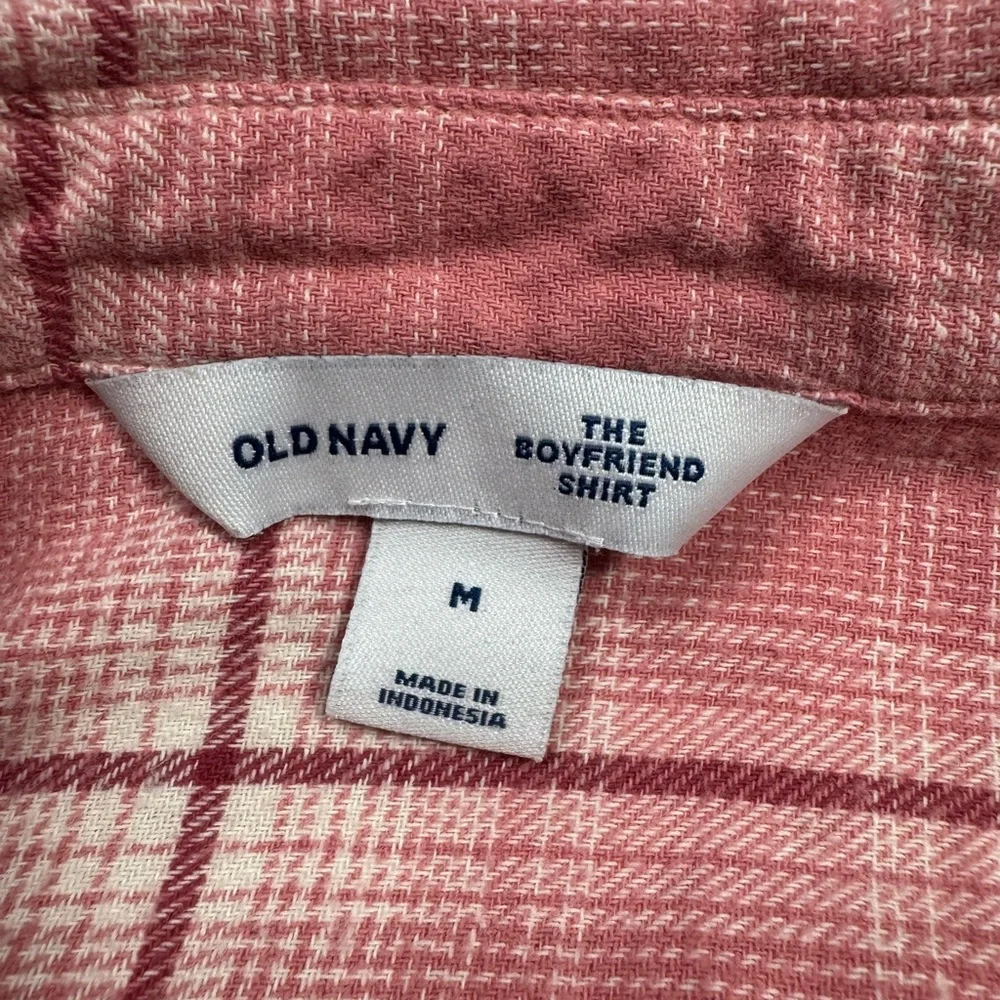 OLD NAVY
THE
BOYFRIEND
SHIRT
M
MADE IN
INDONESIA